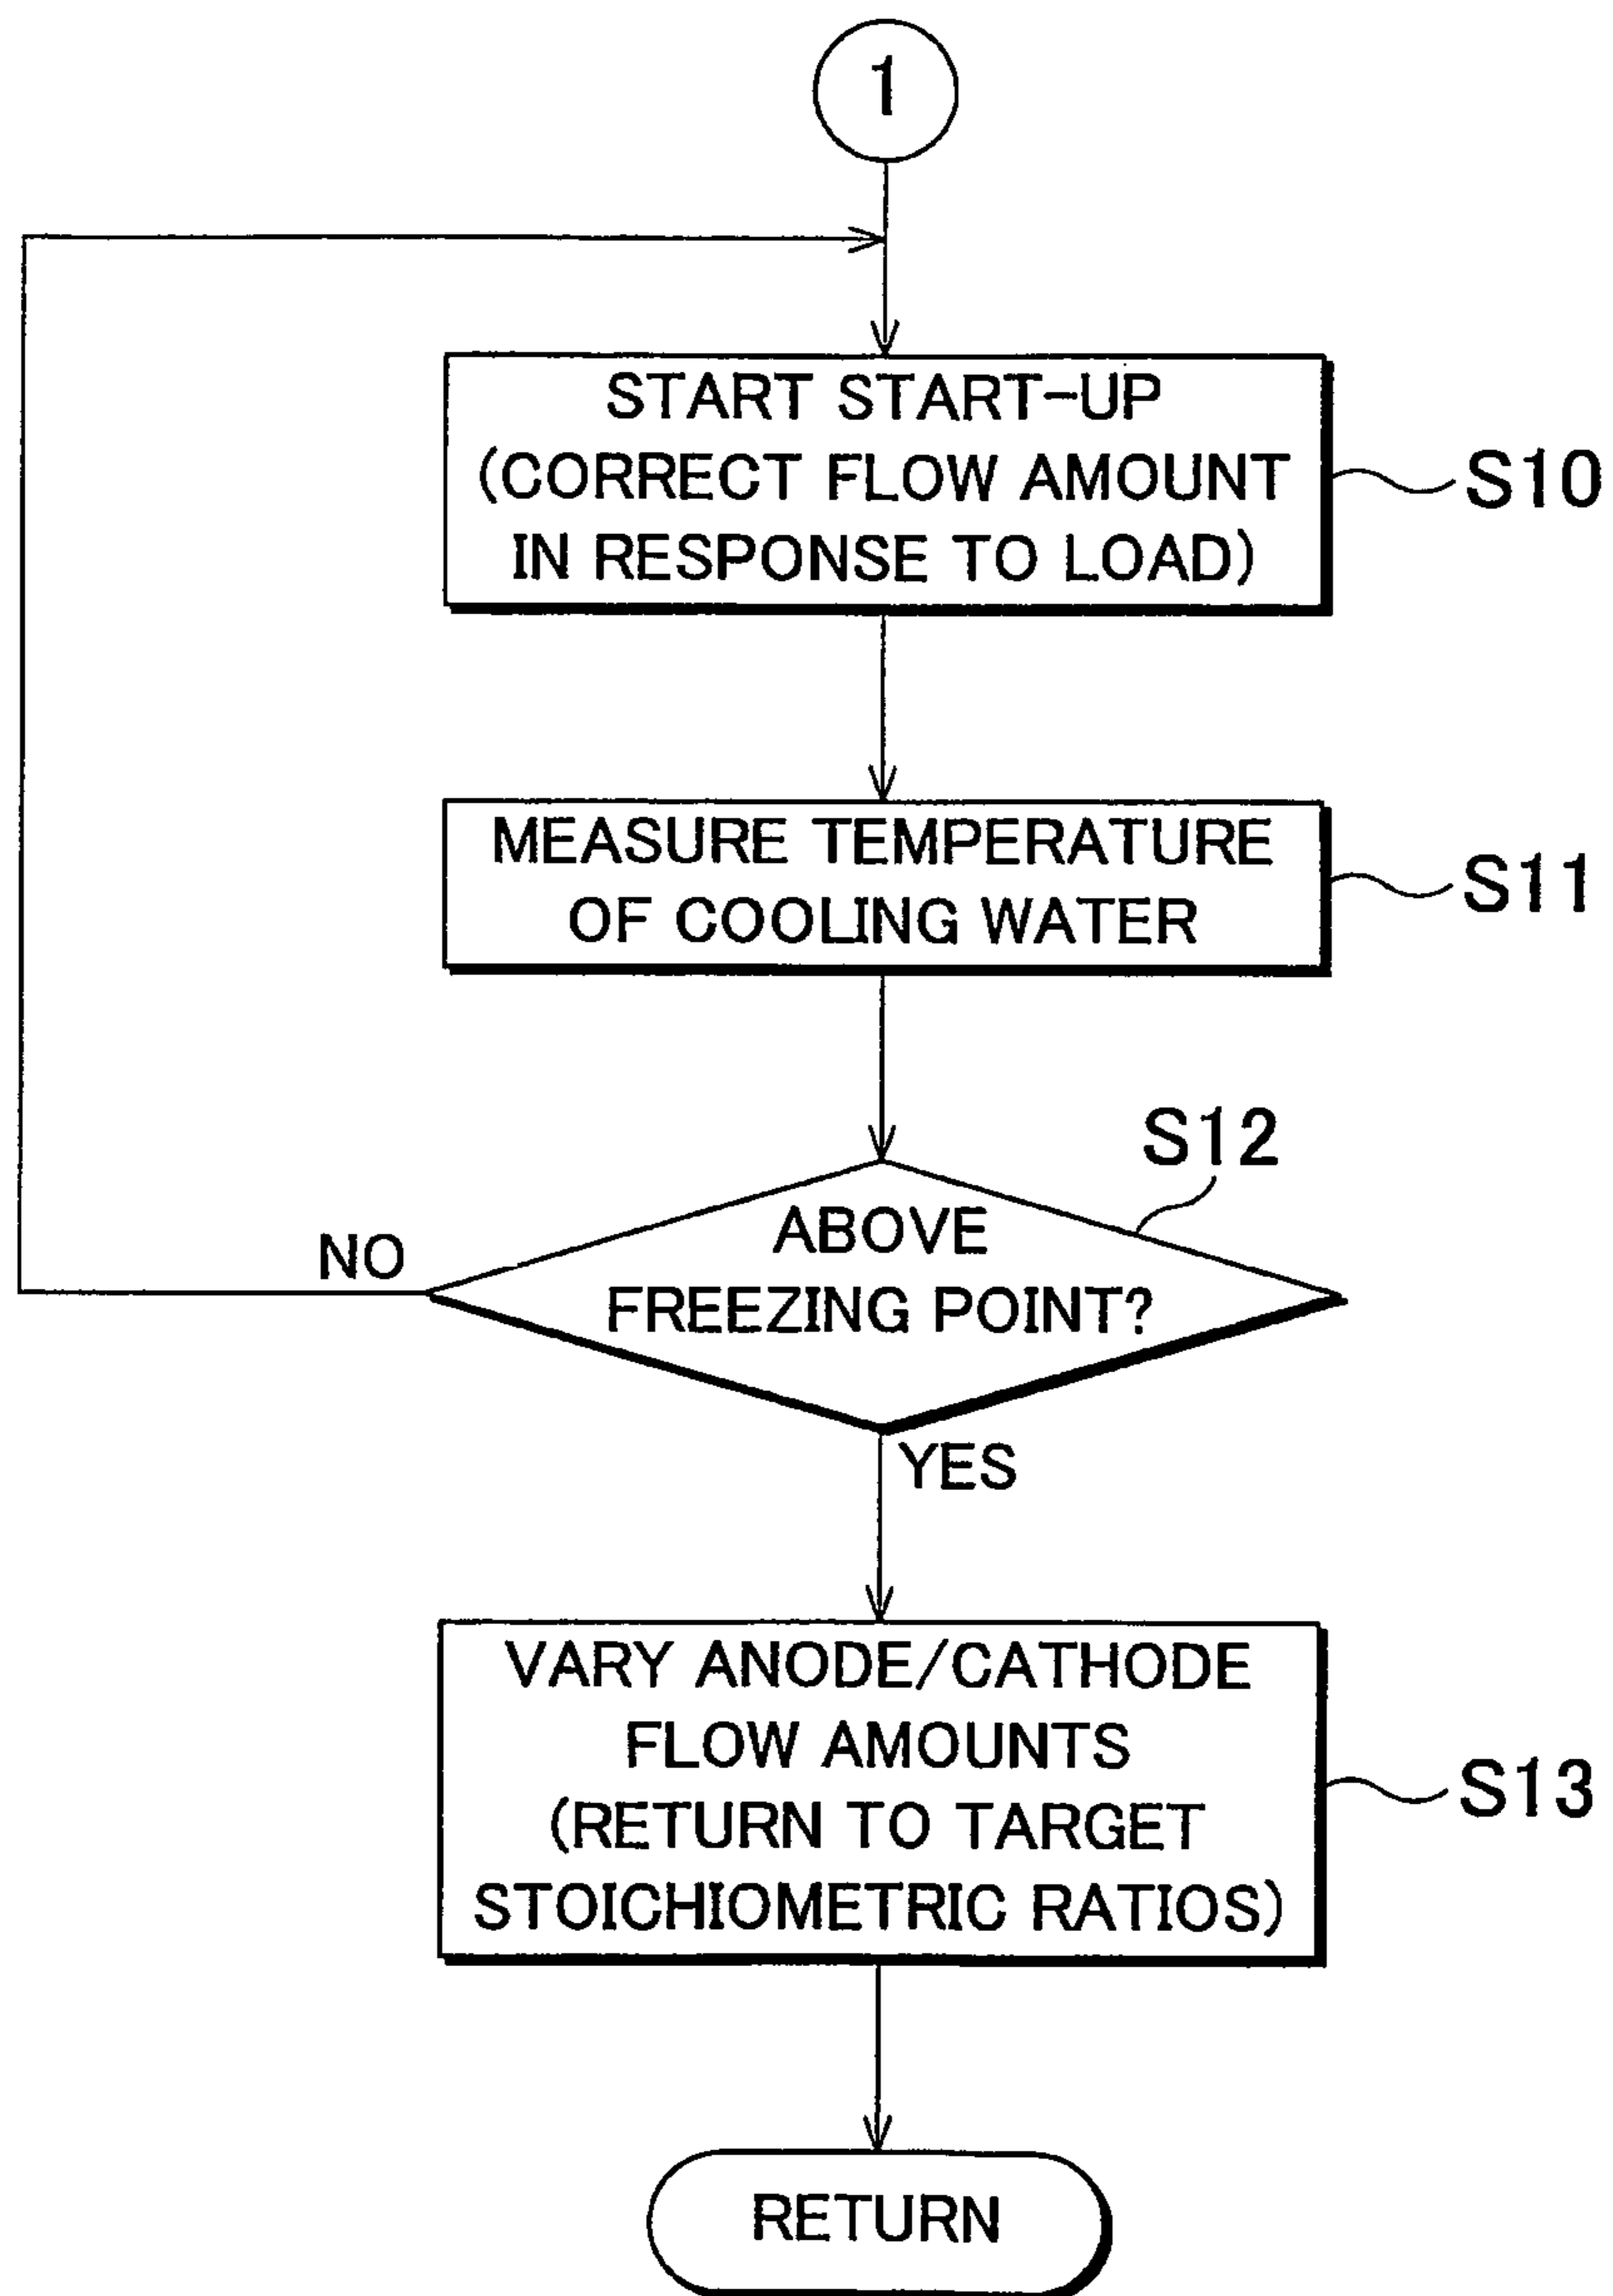 1
START START-UP
(CORRECT FLOW AMOUNT
IN RESPONSE TO LOAD)
S10
MEASURE TEMPERATURE
OF COOLING WATER
S11
S12
ABOVE
FREEZING POINT?
NO
YES
VARY ANODE/CATHODE
FLOW AMOUNTS
(RETURN TO TARGET
STOICHIOMETRIC RATIOS)
S13
RETURN